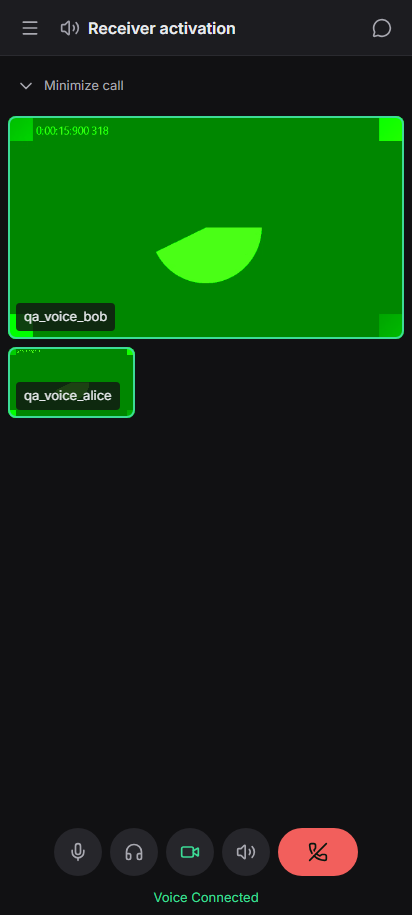 Receiver activation
Minimize call
0:00:15:900 318
qa_voice_bob
qa_voice_alice
Voice Connected